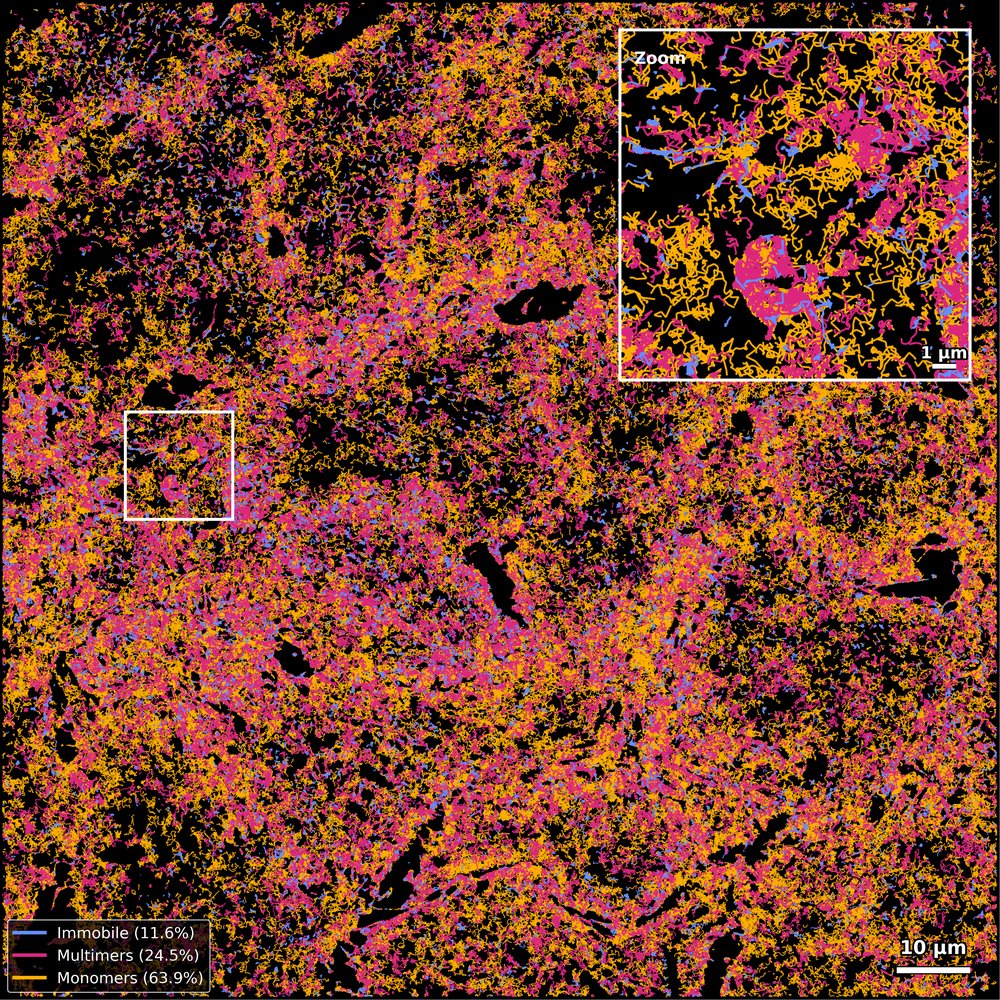 Zoom
1 μm
10 μm
Immobile (11.6%)
Multimers (24.5%)
Monomers (63.9%)